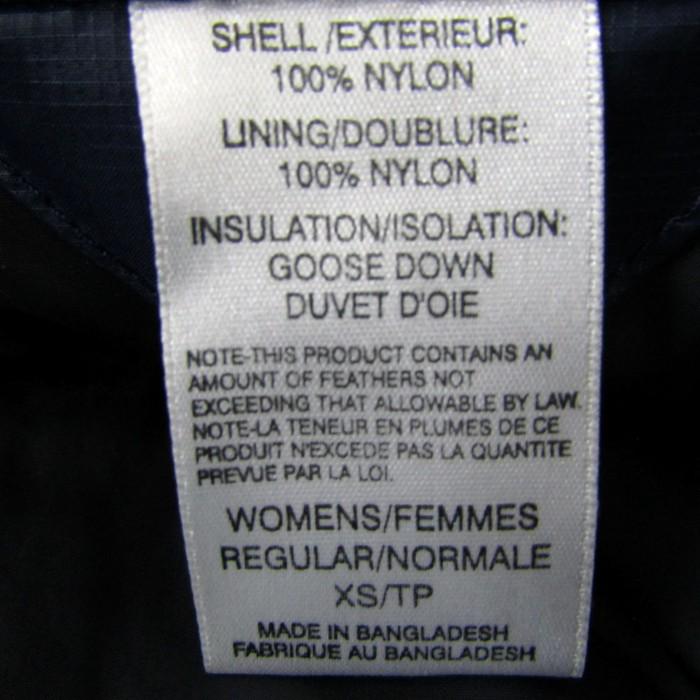 SHELL /EXTERIEUR:
100% NYLON
LINING/DOUBLURE:
100% NYLON
INSULATION/ISOLATION:
GOOSE DOWN
DUVET D'OIE
NOTE-THIS PRODUCT CONTAINS AN
AMOUNT OF FEATHERS NOT
EXCEEDING THAT ALLOWABLE BY LAW.
NOTE-LA TENEUR EN PLUMES DE CE
PRODUIT N'EXCEDE PAS LA QUANTITE
PREVUE PAR LA LOI.
WOMENS/FEMMES
REGULAR/NORMALE
XS/TP
MADE IN BANGLADESH
FABRIQUE AU BANGLADESH